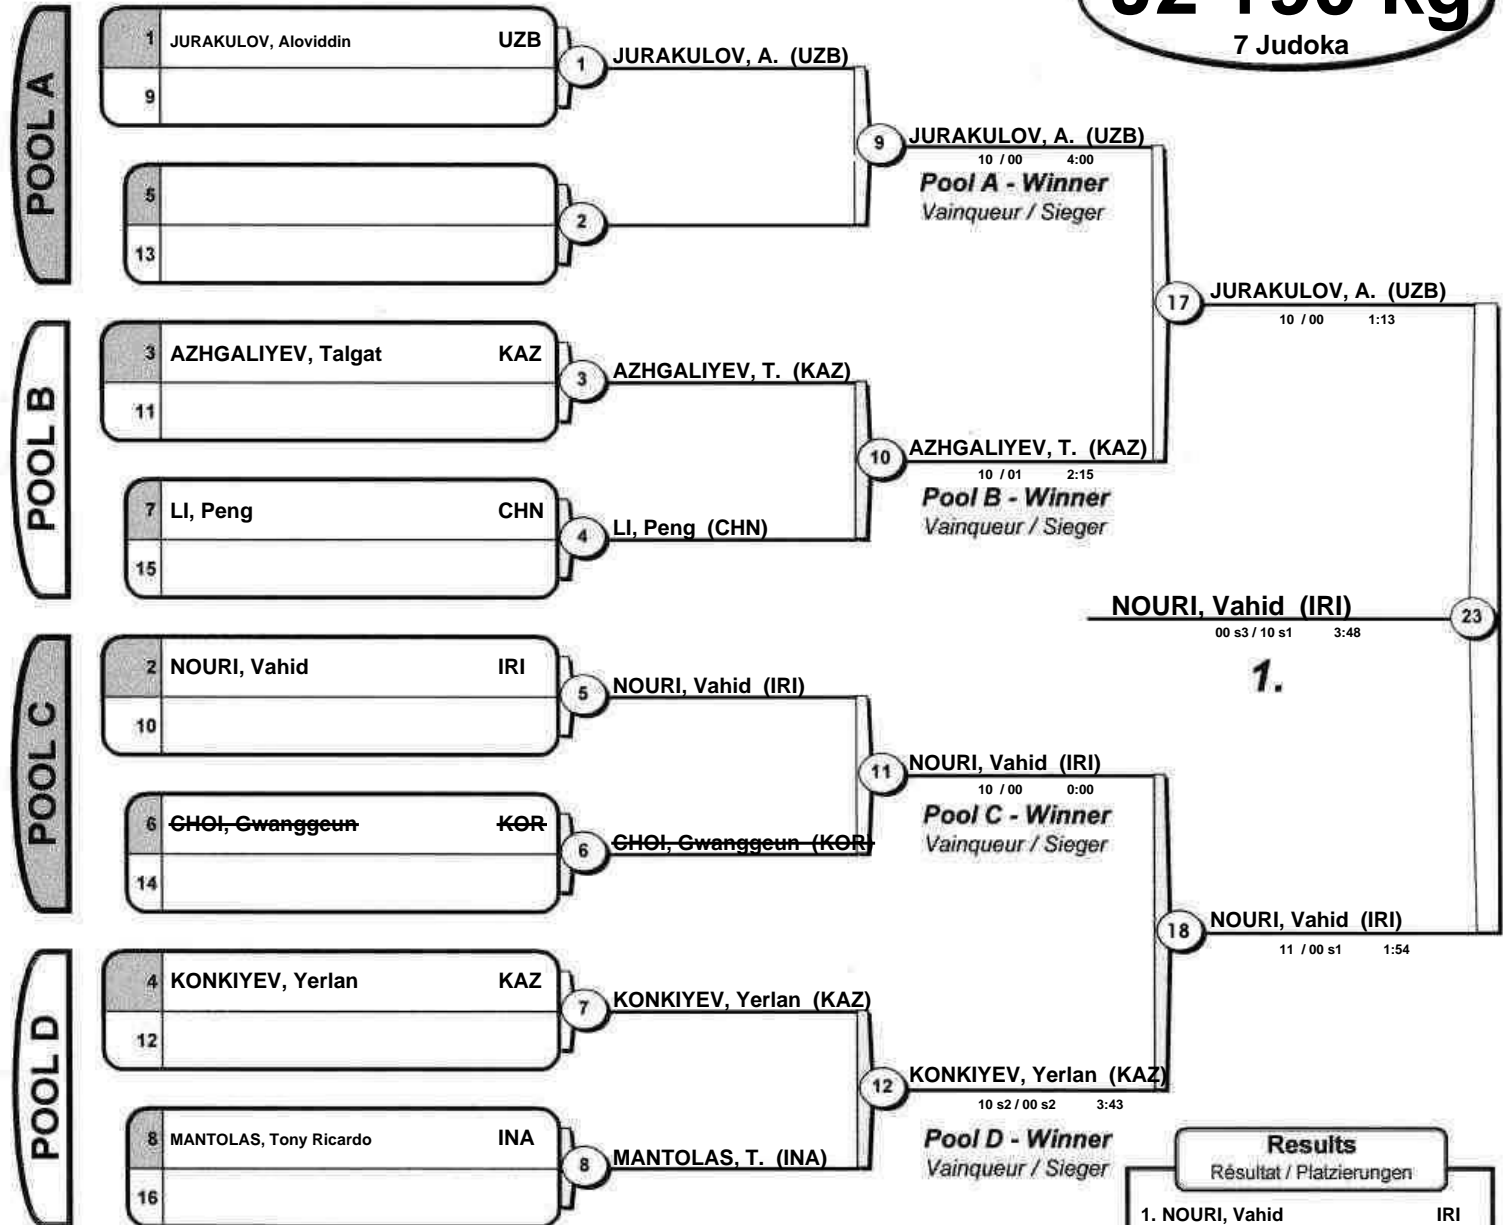 7 Judoka
POOL A
1 JURAKULOV, Aloviddin UZB
9
1 JURAKULOV, A. (UZB)
5
13
2
9 JURAKULOV, A. (UZB)
10 / 00 4:00
Pool A - Winner
Vainqueur / Sieger
POOL B
3 AZHGALIYEV, Talgat KAZ
11
3 AZHGALIYEV, T. (KAZ)
7 LI, Peng CHN
15
4 LI, Peng (CHN)
10 AZHGALIYEV, T. (KAZ)
10 / 01 2:15
Pool B - Winner
Vainqueur / Sieger
17 JURAKULOV, A. (UZB)
10 / 00 1:13
NOURI, Vahid (IRI) 23
00 s3 / 10 s1 3:48
1.
POOL C
2 NOURI, Vahid IRI
10
5 NOURI, Vahid (IRI)
6 CHOI, Gwanggeun KOR
14
6 CHOI, Gwanggeun (KOR)
11 NOURI, Vahid (IRI)
10 / 00 0:00
Pool C - Winner
Vainqueur / Sieger
18 NOURI, Vahid (IRI)
11 / 00 s1 1:54
POOL D
4 KONKIYEV, Yerlan KAZ
12
7 KONKIYEV, Yerlan (KAZ)
8 MANTOLAS, Tony Ricardo INA
16
8 MANTOLAS, T. (INA)
12 KONKIYEV, Yerlan (KAZ)
10 s2 / 00 s2 3:43
Pool D - Winner
Vainqueur / Sieger
Results
Résultat / Platzierungen
1. NOURI, Vahid IRI